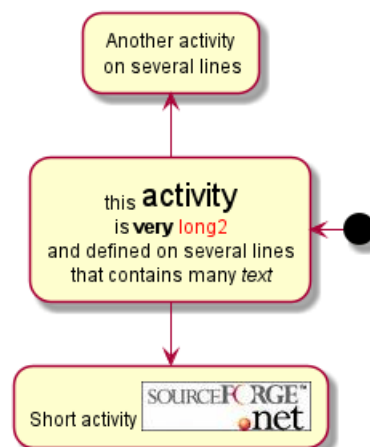 Another activity
on several lines
this activity
is very long2
and defined on several lines
that contains many text
Short activity SOURCEFORGE™
.net